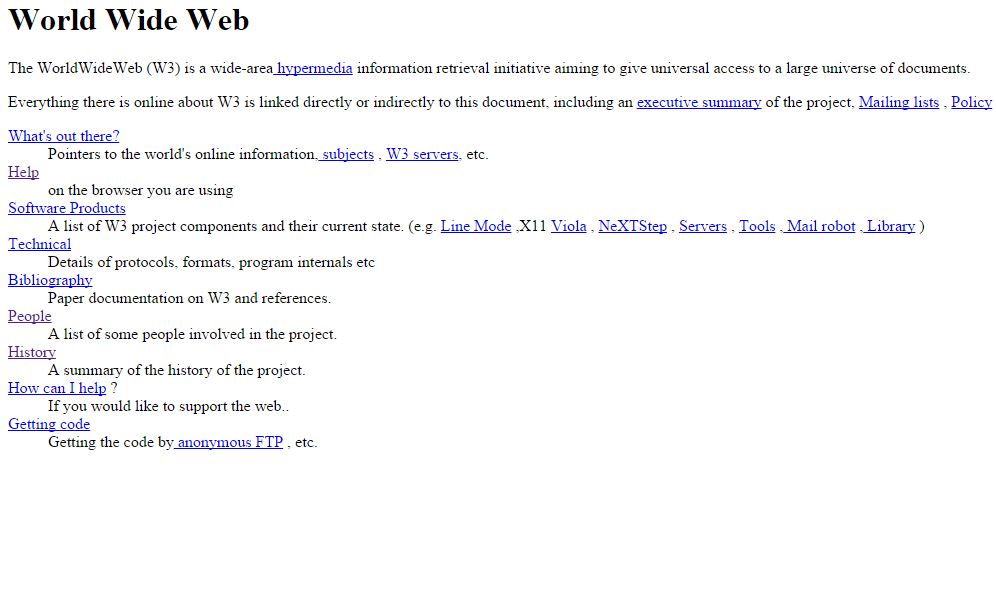 World Wide Web
The WorldWideWeb (W3) is a wide-area hypermedia information retrieval initiative aiming to give universal access to a large universe of documents.
Everything there is online about W3 is linked directly or indirectly to this document, including an executive summary of the project, Mailing lists , Policy
What's out there?
Pointers to the world's online information, subjects , W3 servers, etc.
Help
on the browser you are using
Software Products
A list of W3 project components and their current state. (e.g. Line Mode ,X11 Viola , NeXTStep , Servers , Tools , Mail robot , Library )
Technical
Details of protocols, formats, program internals etc
Bibliography
Paper documentation on W3 and references.
People
A list of some people involved in the project.
History
A summary of the history of the project.
How can I help ?
If you would like to support the web..
Getting code
Getting the code by anonymous FTP , etc.